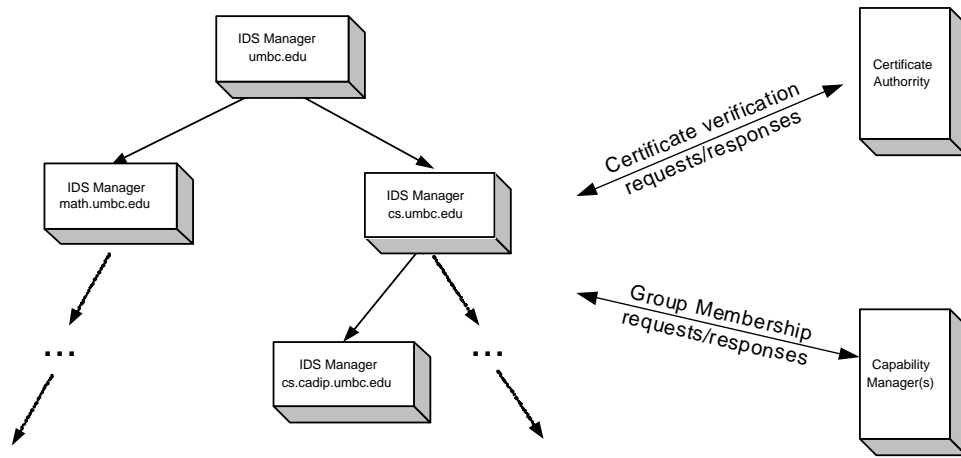 IDS Manager
umbc.edu
Certificate
Authorrity
Certificate verification
requests/responses
IDS Manager
math.umbc.edu
IDS Manager
cs.umbc.edu
Group Membership
requests/responses
...
...
IDS Manager
cs.cadip.umbc.edu
Capability
Manager(s)